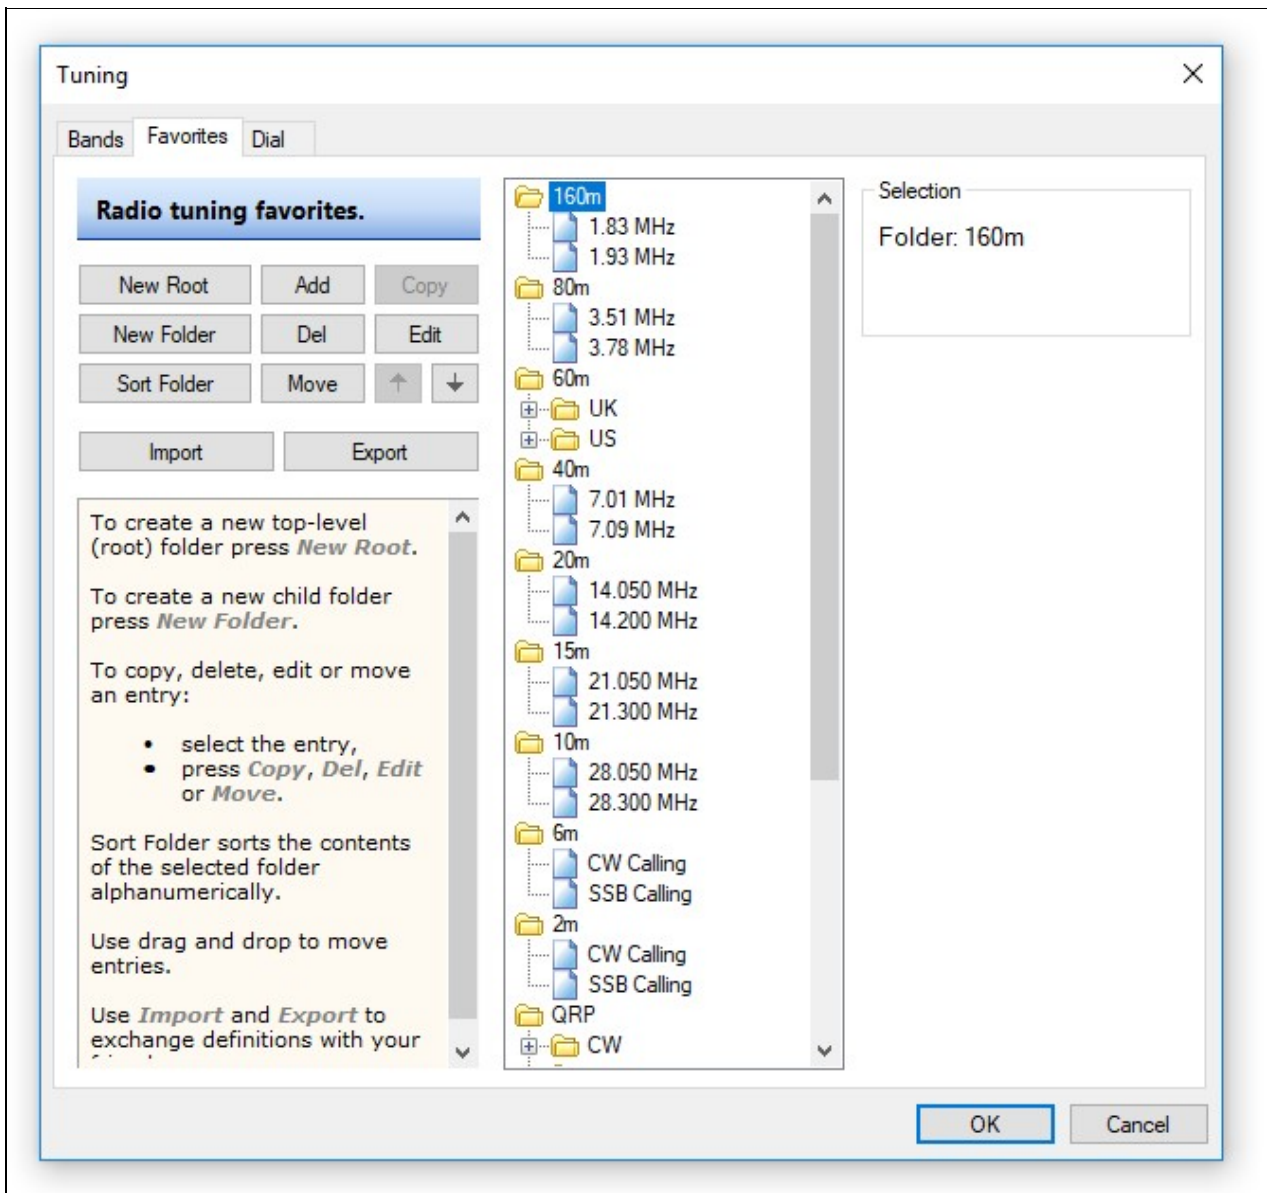 Tuning
Bands Favorites Dial
Radio tuning favorites.
New Root Add Copy
New Folder Del Edit
Sort Folder Move
Import Export
To create a new top-level
(root) folder press New Root.
To create a new child folder
press New Folder.
To copy, delete, edit or move
an entry:
• select the entry,
• press Copy, Del, Edit
or Move.
Sort Folder sorts the contents
of the selected folder
alphanumerically.
Use drag and drop to move
entries.
Use Import and Export to
exchange definitions with your
160m
1.83 MHz
1.93 MHz
80m
3.51 MHz
3.78 MHz
60m
UK
US
40m
7.01 MHz
7.09 MHz
20m
14.050 MHz
14.200 MHz
15m
21.050 MHz
21.300 MHz
10m
28.050 MHz
28.300 MHz
6m
CW Calling
SSB Calling
2m
CW Calling
SSB Calling
QRP
CW
Selection
Folder: 160m
OK Cancel